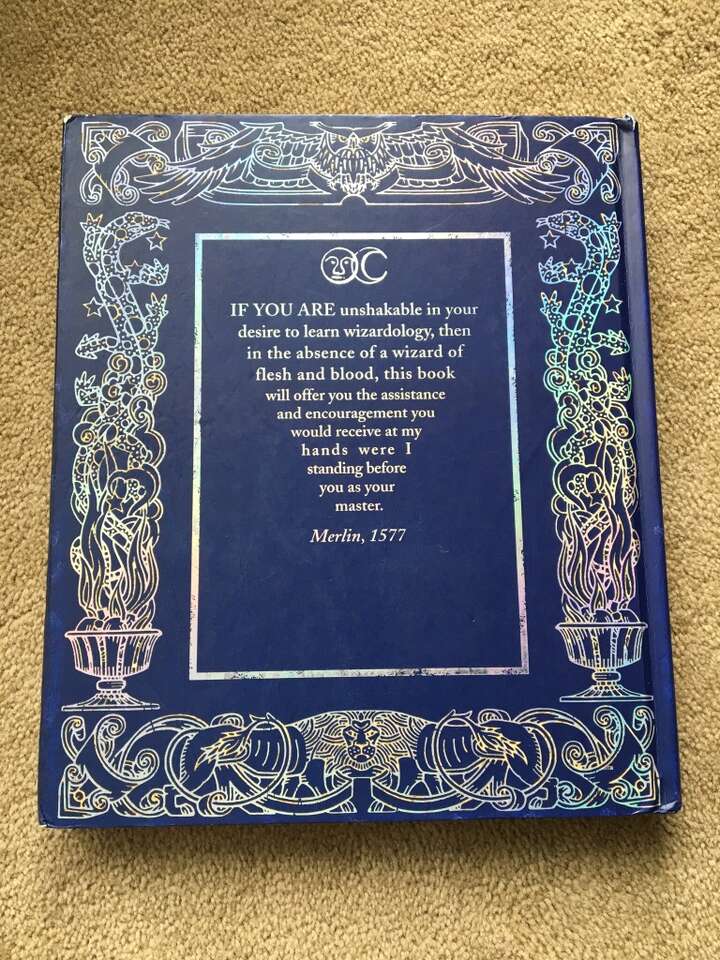 IF YOU ARE unshakable in your
desire to learn wizardology, then
in the absence of a wizard of
flesh and blood, this book
will offer you the assistance
and encouragement you
would receive at my
hands were I
standing before
you as your
master.
Merlin, 1577